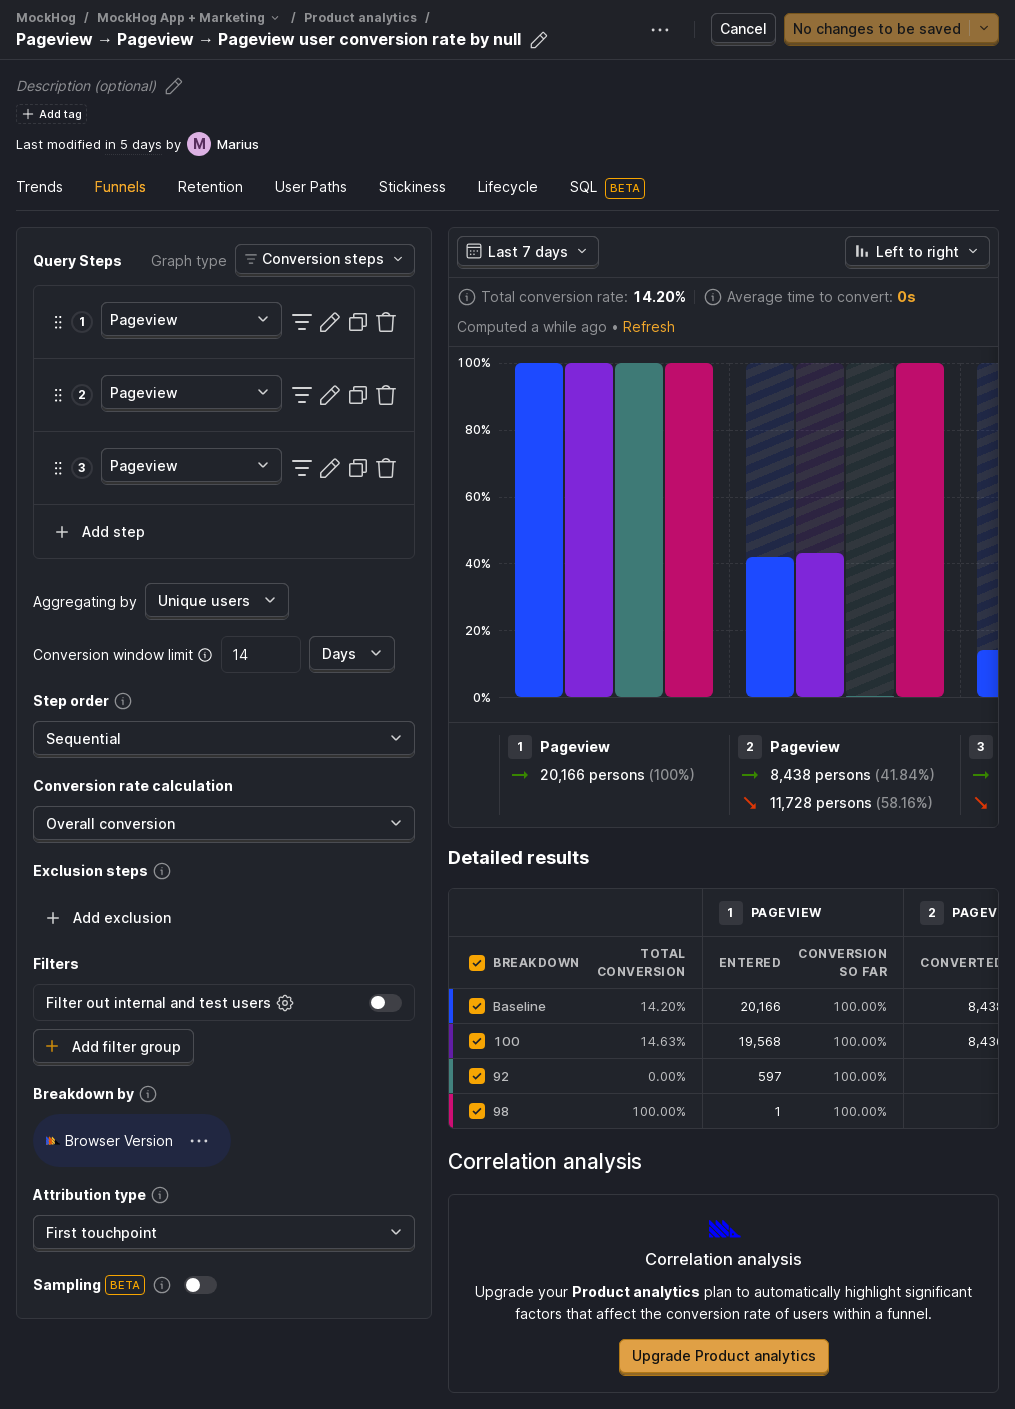 MockHog / MockHog App + Marketing / Product analytics /
Pageview → Pageview → Pageview user conversion rate by null
Cancel
No changes to be saved
Description (optional)
Add tag
Last modified in 5 days by M Marius
Trends Funnels Retention User Paths Stickiness Lifecycle SQL BETA
Query Steps Graph type Conversion steps
1 Pageview
2 Pageview
3 Pageview
Add step
Aggregating by Unique users
Conversion window limit 14 Days
Step order
Sequential
Conversion rate calculation
Overall conversion
Exclusion steps
Add exclusion
Filters
Filter out internal and test users
Add filter group
Breakdown by
Browser Version
Attribution type
First touchpoint
Sampling BETA
Last 7 days Left to right
Total conversion rate: 14.20% Average time to convert: 0s
Computed a while ago • Refresh
100%
80%
60%
40%
20%
0%
1 Pageview 2 Pageview 3
20,166 persons (100%) 8,438 persons (41.84%)
11,728 persons (58.16%)
Detailed results
1 PAGEVIEW 2 PAGEV
BREAKDOWN TOTAL CONVERSION ENTERED CONVERSION SO FAR CONVERTED
Baseline 14.20% 20,166 100.00% 8,438
100 14.63% 19,568 100.00% 8,43
92 0.00% 597 100.00%
98 100.00% 1 100.00%
Correlation analysis
Correlation analysis
Upgrade your Product analytics plan to automatically highlight significant
factors that affect the conversion rate of users within a funnel.
Upgrade Product analytics